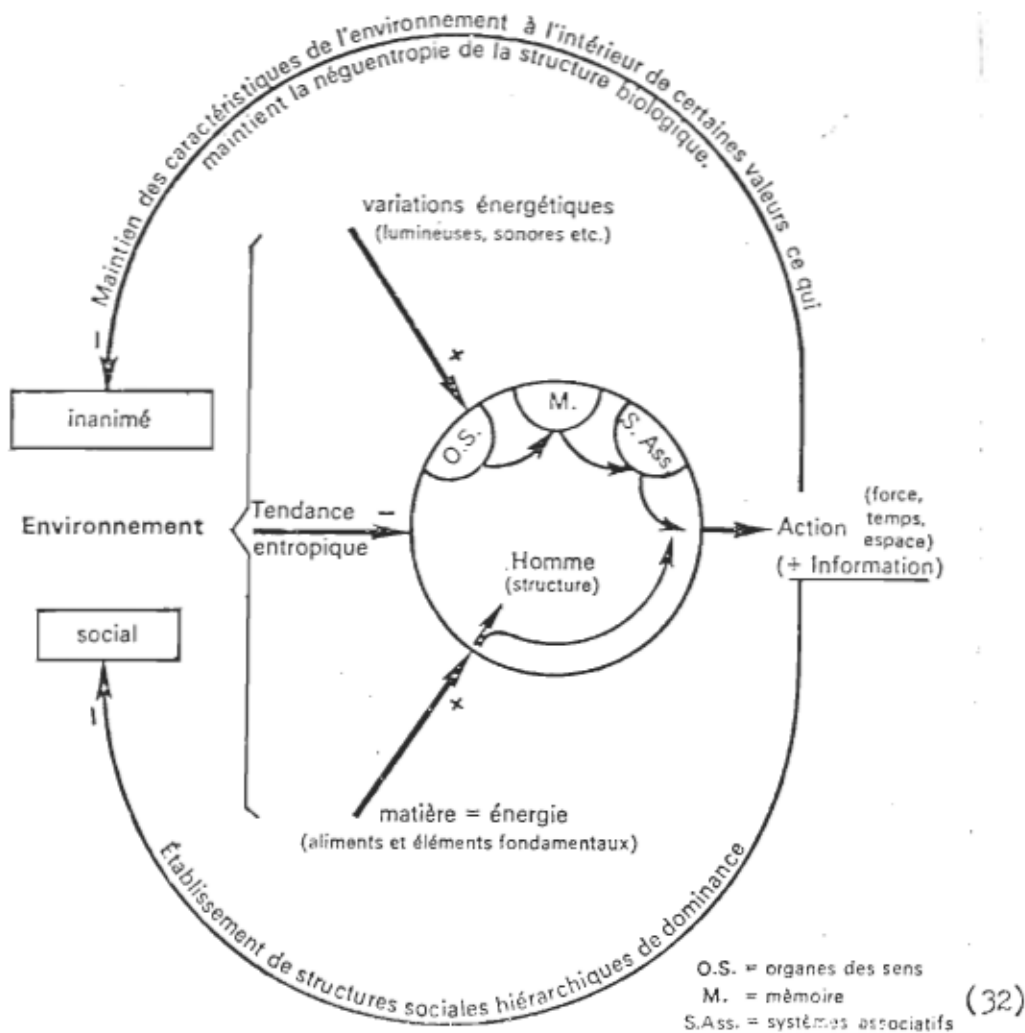 Maintien des caractéristiques de l'environnement à l'intérieur de certaines valeurs ce qui
maintient la néguentropie de la structure biologique.
variations énergétiques
(lumineuses, sonores etc.)
+
−
inanimé
O.S.
M.
S. Ass
Environnement
Tendance
entropique
−
Homme
(structure)
Action
(force,
temps,
espace)
(+ Information)
social
−
+
matière = énergie
(aliments et éléments fondamentaux)
Établissement de structures sociales hiérarchiques de dominance
O.S. = organes des sens
M. = mémoire
S.Ass. = systèmes associatifs
(32)